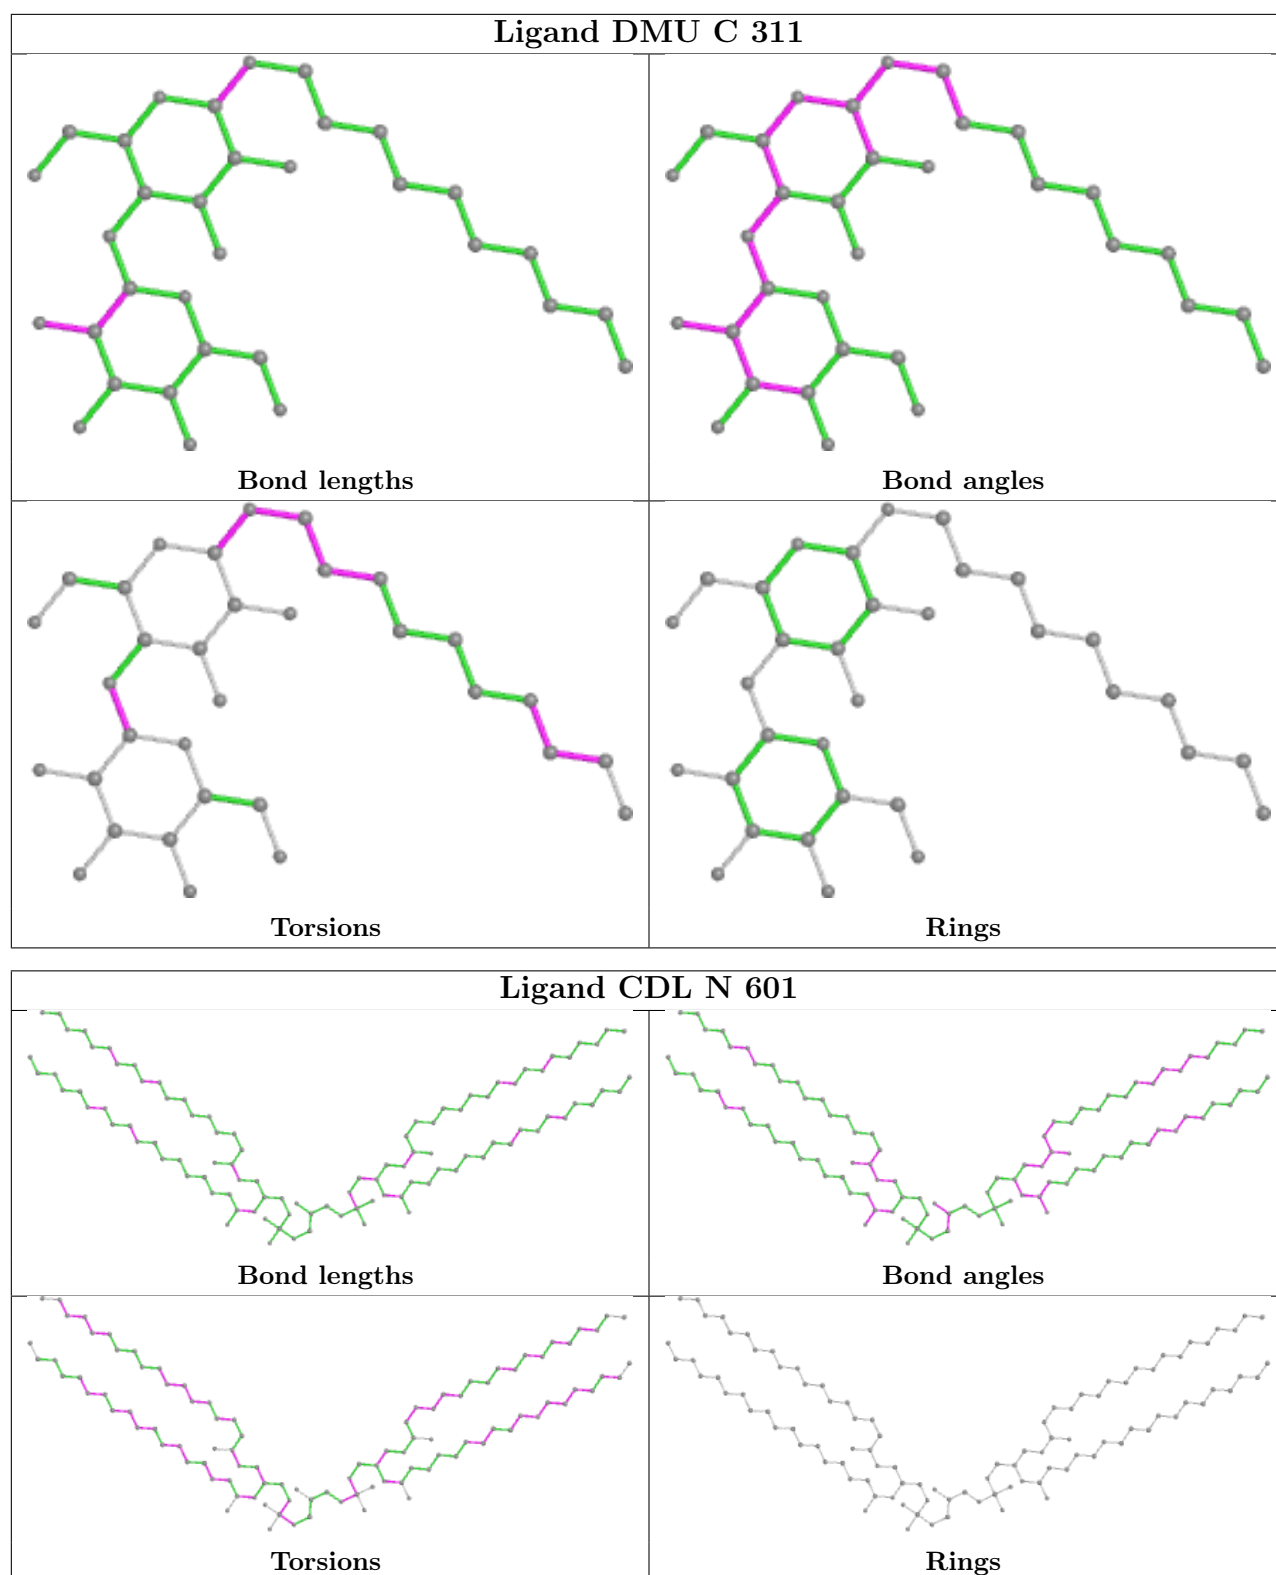 Ligand DMU C 311
Bond lengths
Bond angles
Torsions
Rings
Ligand CDL N 601
Bond lengths
Bond angles
Torsions
Rings